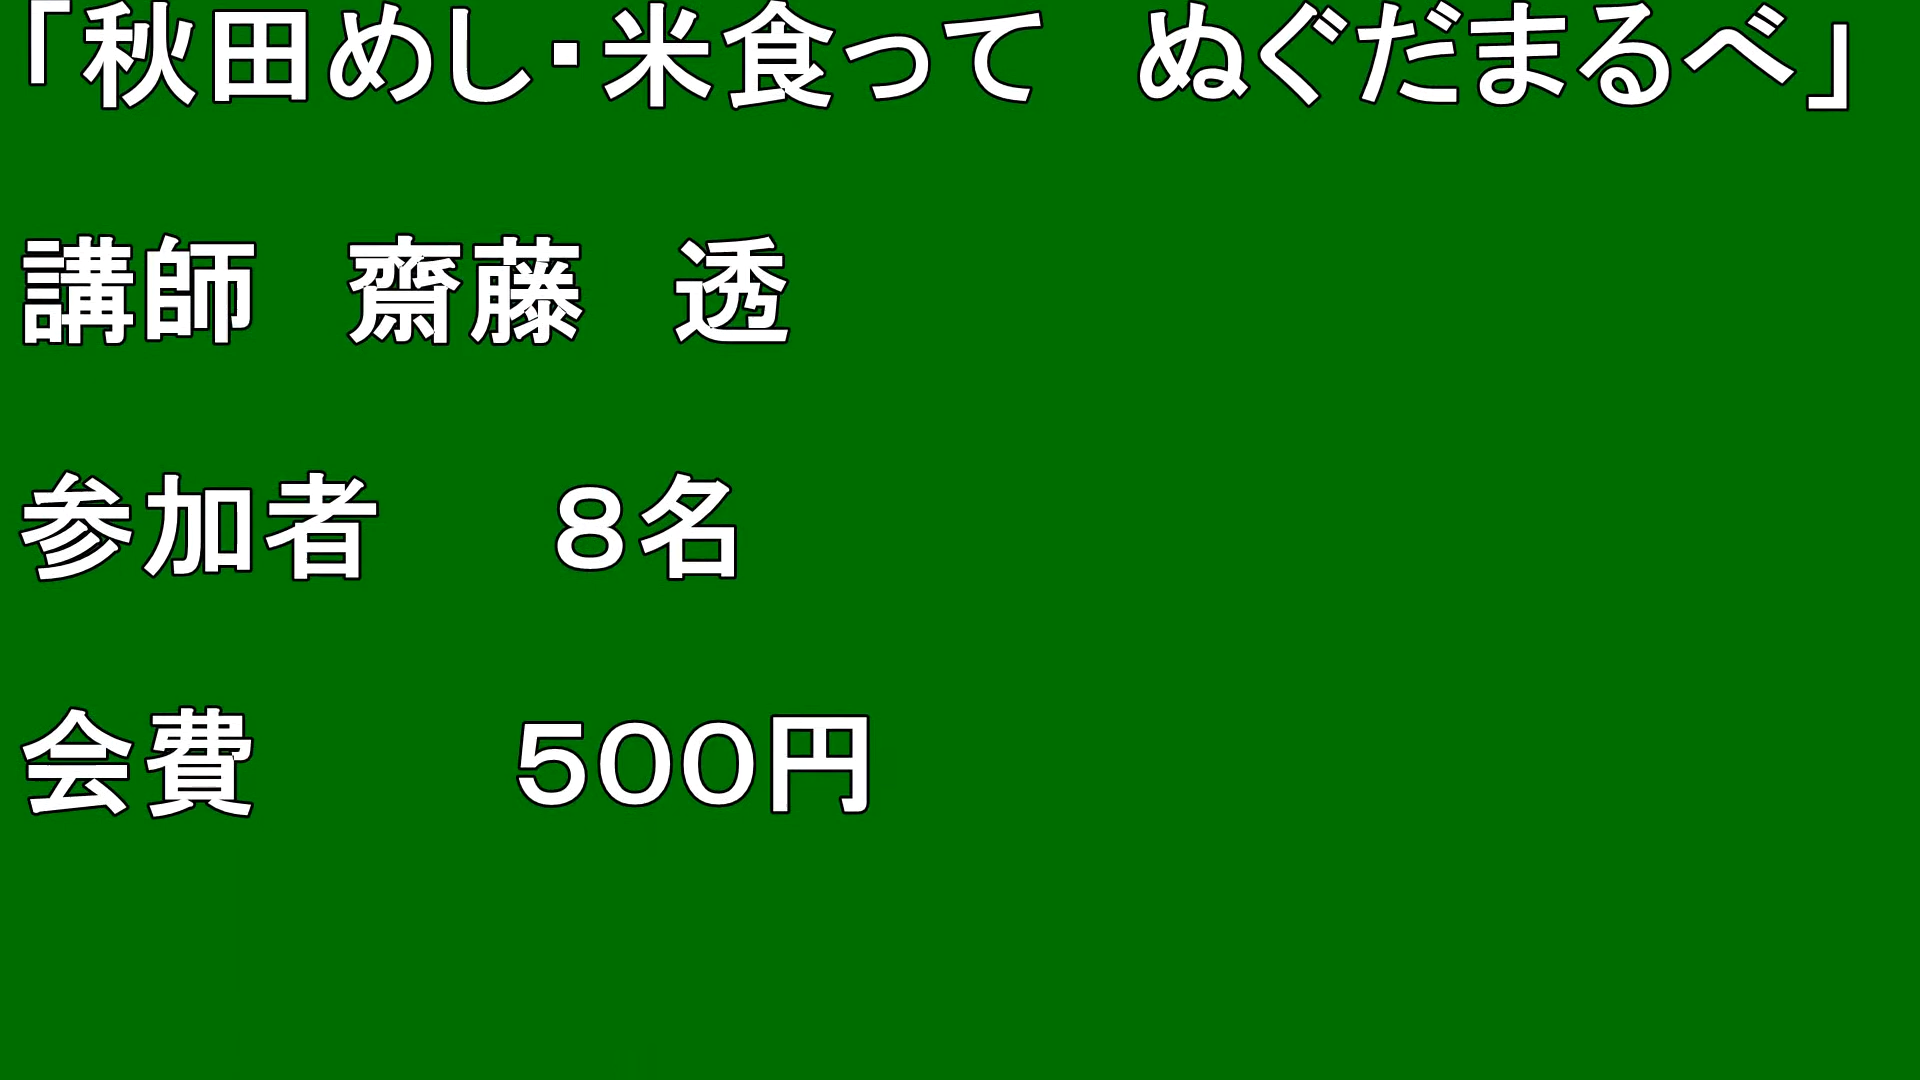 「秋田めし・米食って　ぬぐだまるべ」
講師　齋藤　透
参加者　８名
会費　５００円